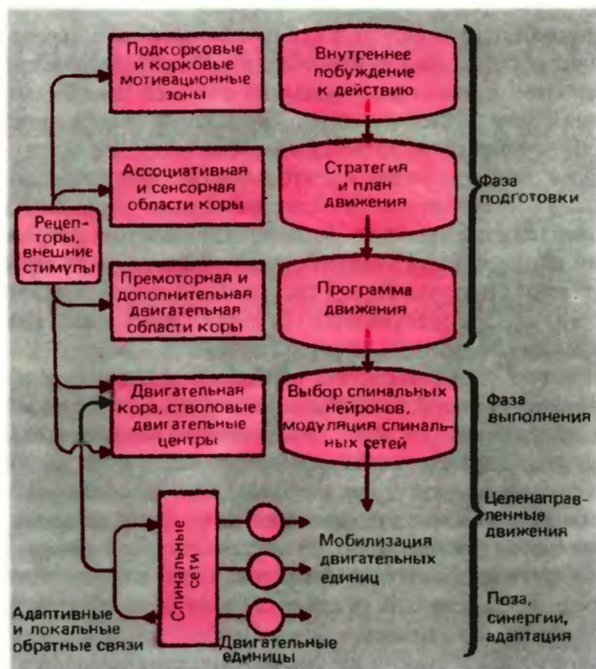 Подкорковые
и корковые
мотивационные
зоны
Внутреннее
побуждение
к действию
Ассоциативная
и сенсорная
области коры
Стратегия
и план
движения
Фаза
подготовки
Рецеп-
торы,
внешние
стимулы
Премоторная и
дополнительная
двигательная
области коры
Программа
движения
Двигательная
кора, стволовые
двигательные
центры
Выбор спинальных
нейронов,
модуляция спиналь-
ных сетей
Фаза
выполнения
Спинальные
сети
Мобилизация
двигательных
единиц
Целенаправ-
ленные
движения
Адаптивные
и локальные
обратные связи
Двигательные
единицы
Поза,
синергии,
адаптация